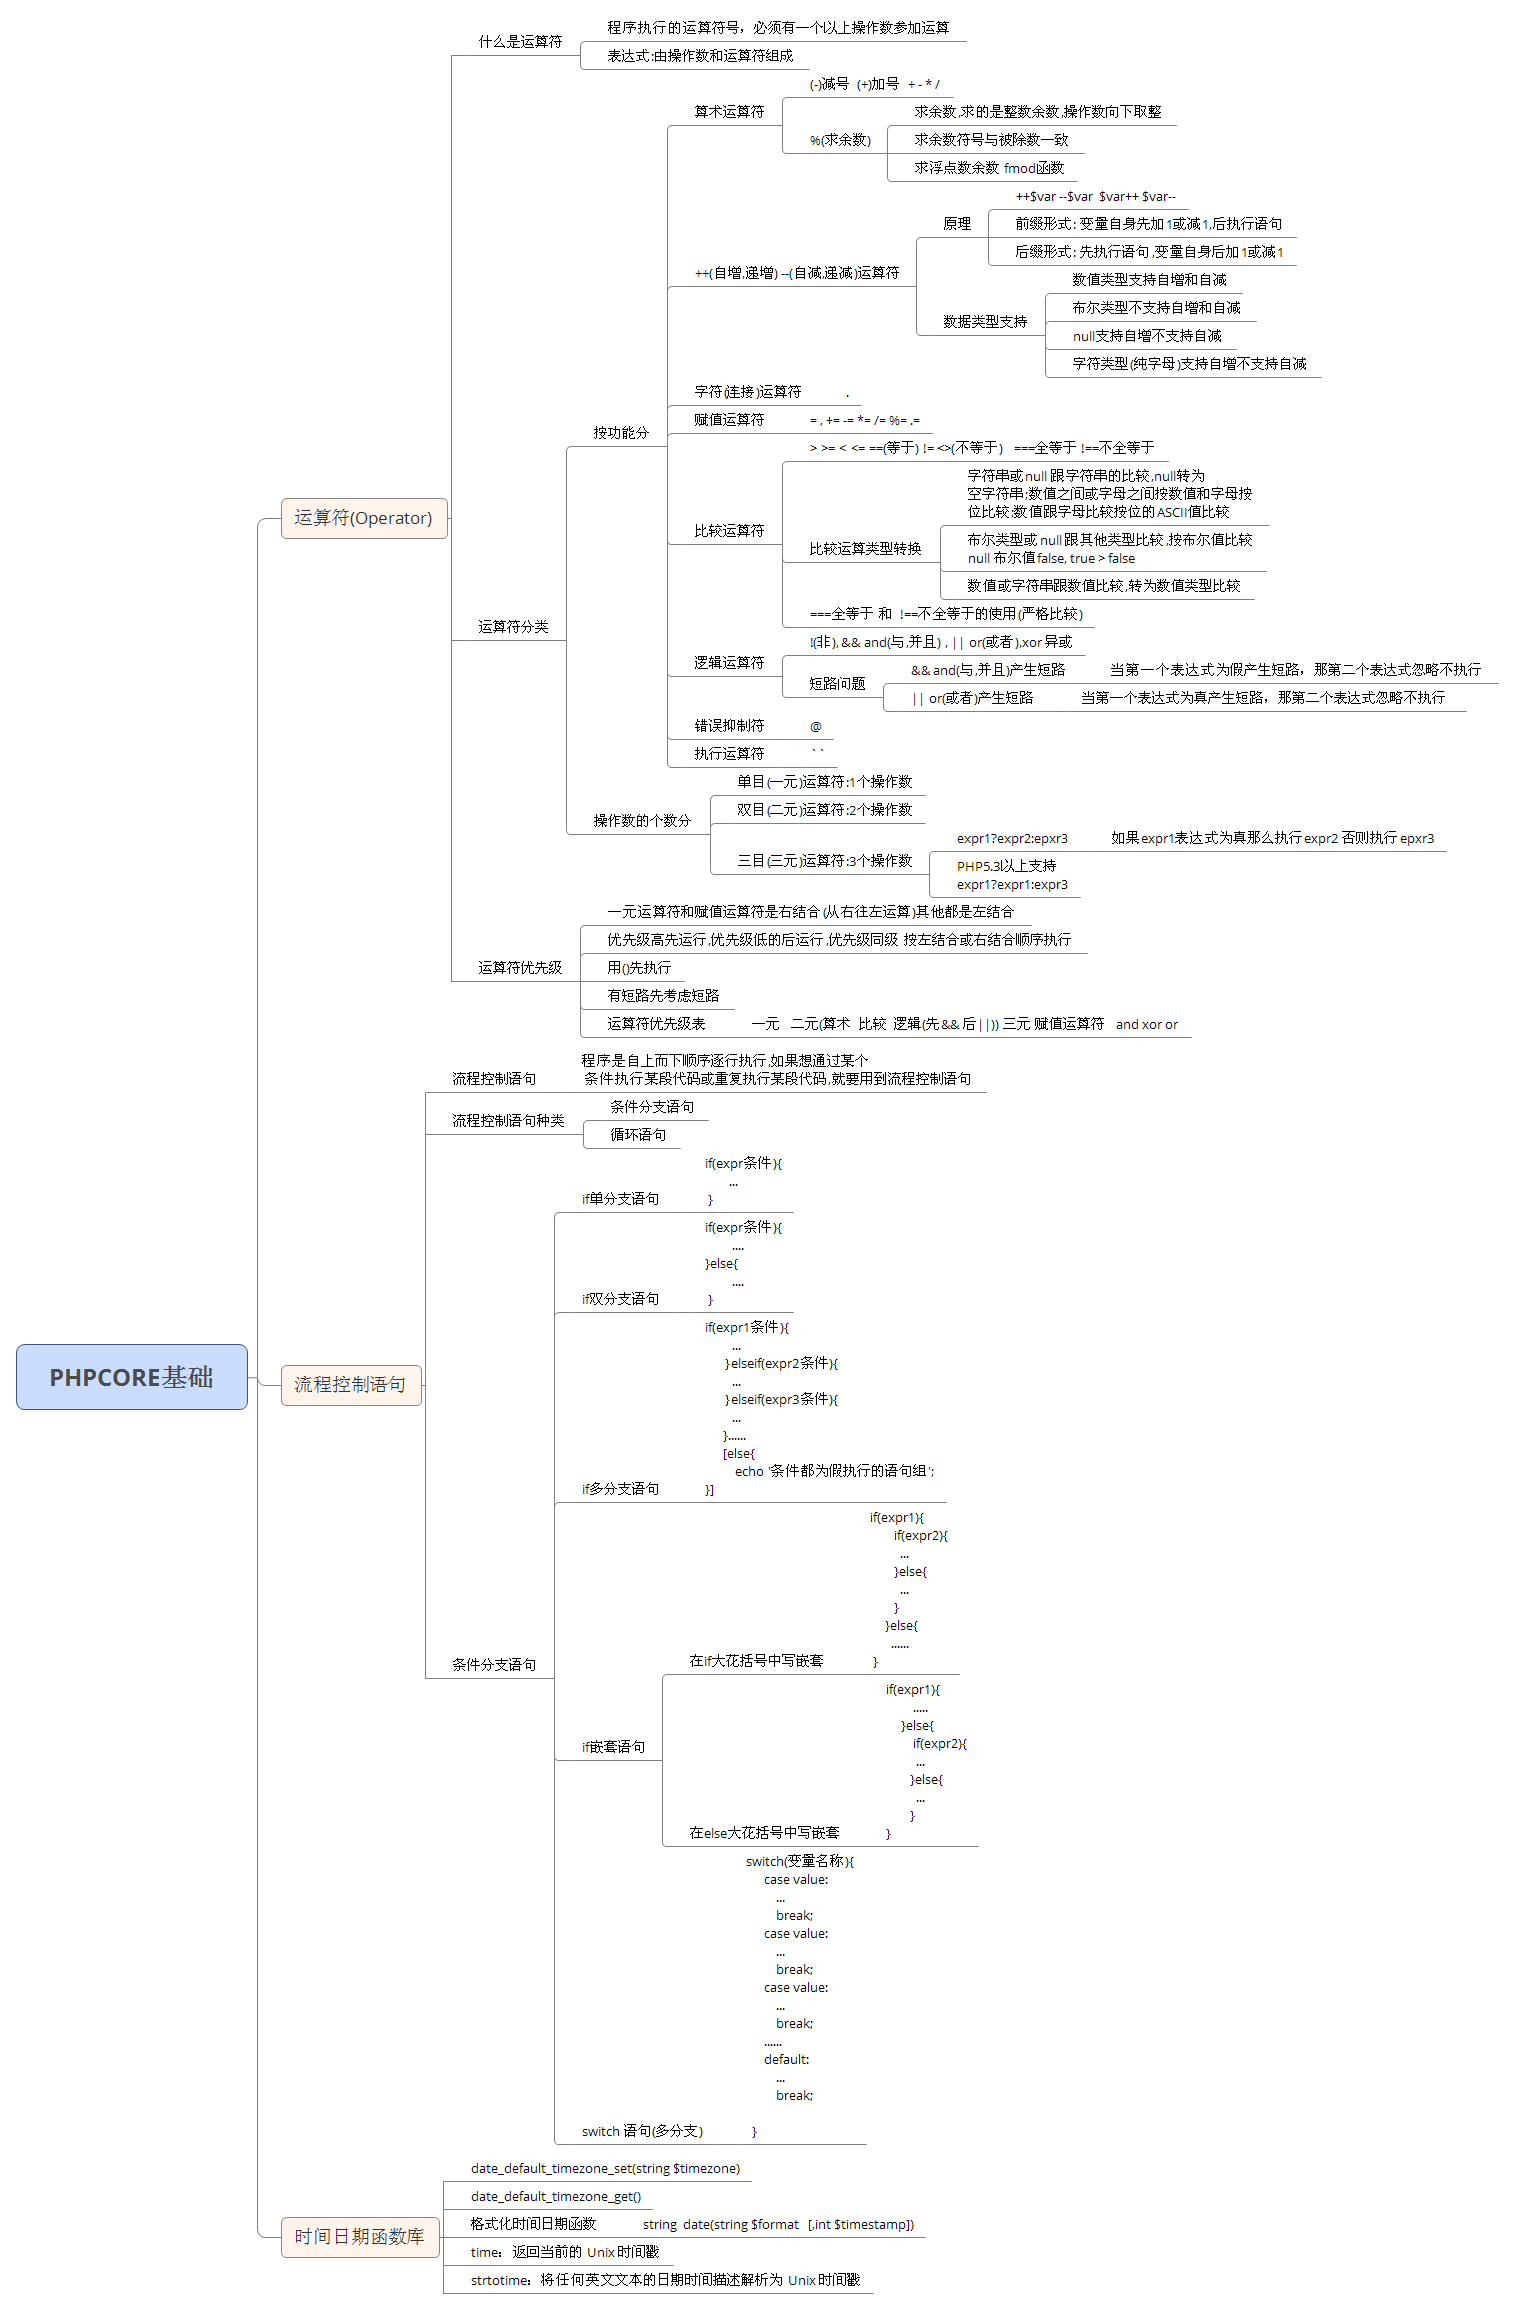 PHPCORE基础
运算符(Operator)
什么是运算符
程序执行的运算符号，必须有一个以上操作数参加运算
表达式:由操作数和运算符组成
运算符分类
按功能分
算术运算符
(-)减号  (+)加号  + - * /
%(求余数)
求余数,求的是整数余数,操作数向下取整
求余数符号与被除数一致
求浮点数余数 fmod函数
++(自增,递增) --(自减,递减)运算符
原理
++$var --$var  $var++ $var--
前缀形式: 变量自身先加1或减1,后执行语句
后缀形式: 先执行语句,变量自身后加1或减1
数据类型支持
数值类型支持自增和自减
布尔类型不支持自增和自减
null支持自增不支持自减
字符类型(纯字母)支持自增不支持自减
字符(连接)运算符
.
赋值运算符
= , += -= *= /= %= .=
比较运算符
> >= < <= ==(等于) != <>(不等于)   ===全等于 !==不全等于
比较运算类型转换
字符串或null 跟字符串的比较,null转为
空字符串;数值之间或字母之间按数值和字母按
位比较;数值跟字母比较按位的ASCII值比较
布尔类型或 null 跟其他类型比较,按布尔值比较
null 布尔值false, true > false
数值或字符串跟数值比较,转为数值类型比较
===全等于 和  !==不全等于的使用(严格比较)
逻辑运算符
!(非), && and(与,并且) , || or(或者),xor 异或
短路问题
&& and(与,并且)产生短路
当第一个表达式为假产生短路，那第二个表达式忽略不执行
|| or(或者)产生短路
当第一个表达式为真产生短路，那第二个表达式忽略不执行
错误抑制符
@
执行运算符
` `
操作数的个数分
单目(一元)运算符:1个操作数
双目(二元)运算符:2个操作数
三目(三元)运算符:3个操作数
expr1?expr2:epxr3
如果expr1表达式为真那么执行expr2 否则执行 epxr3
PHP5.3以上支持
expr1?expr1:expr3
运算符优先级
一元运算符和赋值运算符是右结合(从右往左运算)其他都是左结合
优先级高先运行,优先级低的后运行,优先级同级 按左结合或右结合顺序执行
用()先执行
有短路先考虑短路
运算符优先级表
一元   二元(算术  比较  逻辑(先&& 后||)) 三元 赋值运算符   and xor or
流程控制语句
流程控制语句
程序是自上而下顺序逐行执行,如果想通过某个
条件执行某段代码或重复执行某段代码,就要用到流程控制语句
流程控制语句种类
条件分支语句
循环语句
条件分支语句
if单分支语句
if(expr条件){
...
}
if双分支语句
if(expr条件){
....
}else{
....
}
if多分支语句
if(expr1条件){
...
}elseif(expr2条件){
...
}elseif(expr3条件){
...
}......
[else{
echo '条件都为假执行的语句组';
}]
if嵌套语句
在if大花括号中写嵌套
if(expr1){
if(expr2){
...
}else{
...
}
}else{
......
}
在else大花括号中写嵌套
if(expr1){
.....
}else{
if(expr2){
...
}else{
...
}
}
switch 语句(多分支)
switch(变量名称){
case value:
...
break;
case value:
...
break;
case value:
...
break;
......
default:
...
break;
}
时间日期函数库
date_default_timezone_set(string $timezone)
date_default_timezone_get()
格式化时间日期函数
string  date(string $format  [,int $timestamp])
time：返回当前的 Unix 时间戳
strtotime：将任何英文文本的日期时间描述解析为 Unix 时间戳